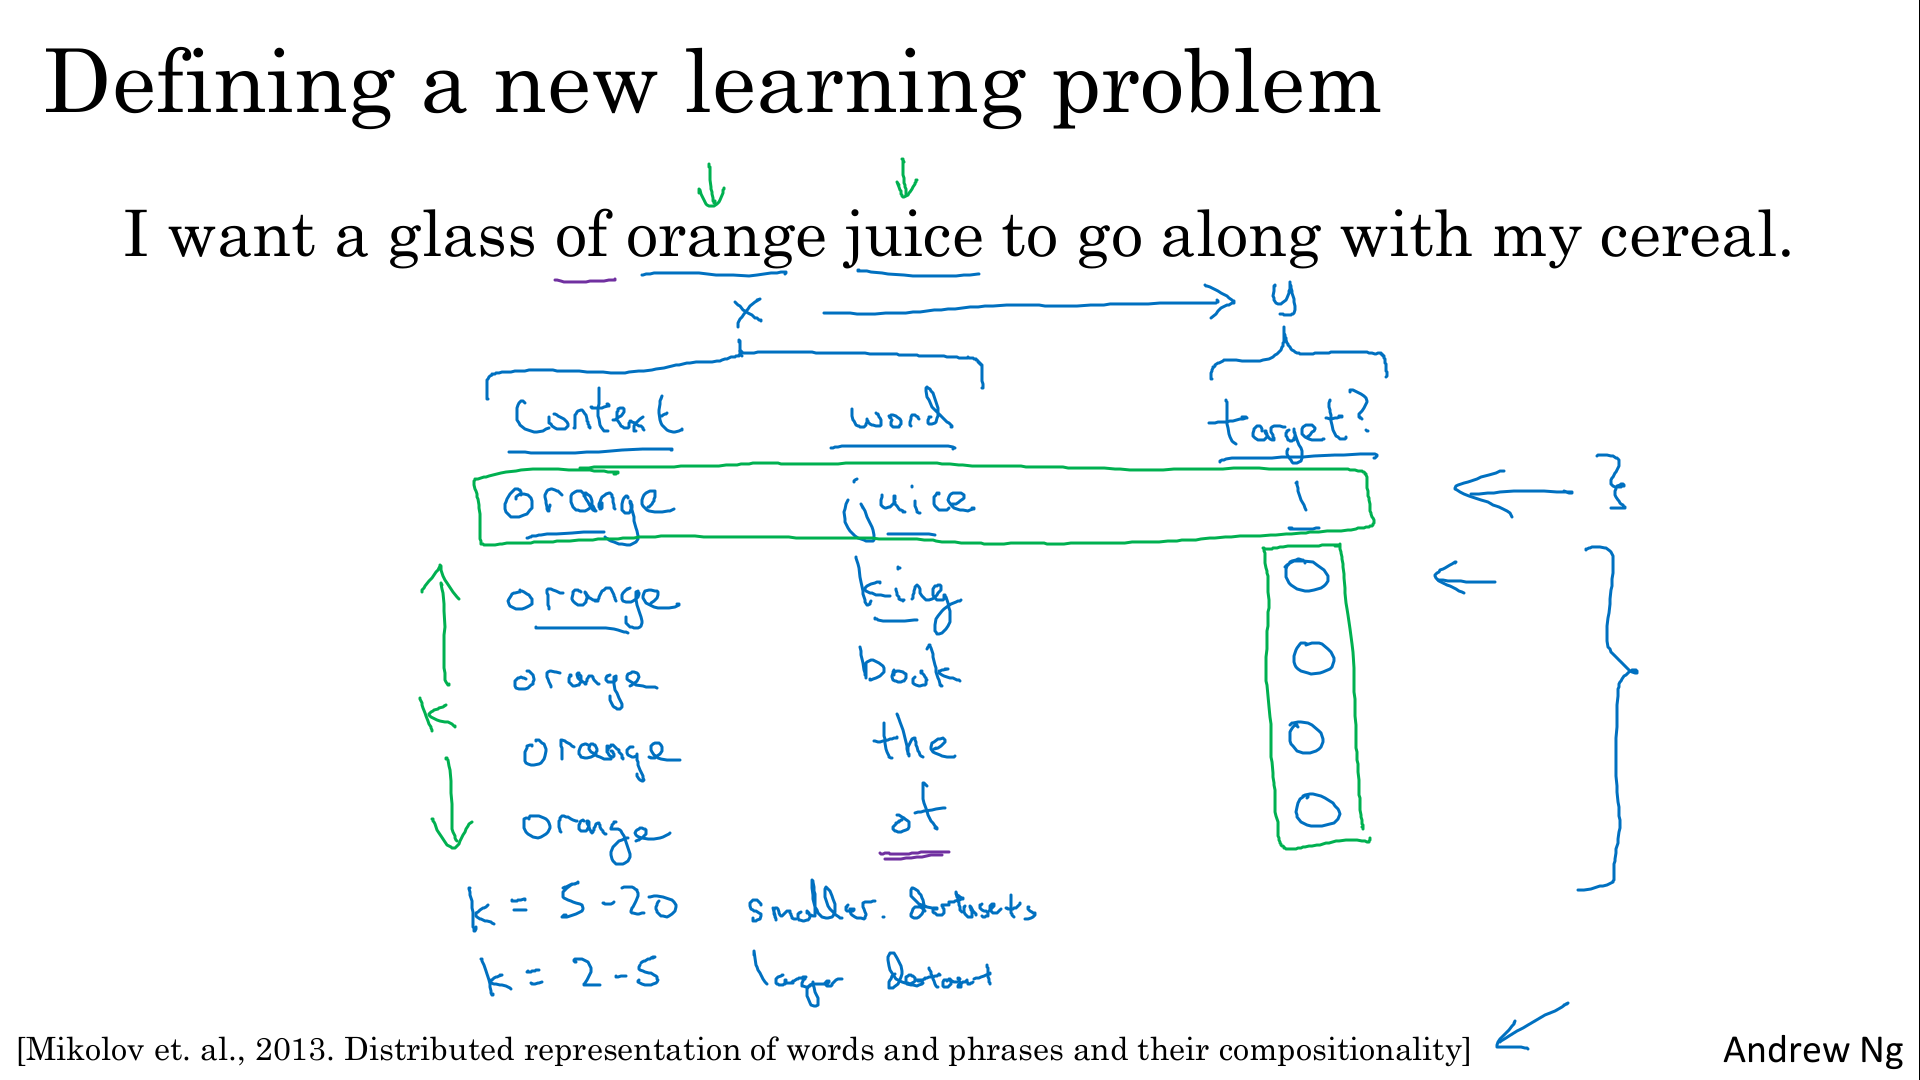 Defining a new learning problem
I want a glass of orange juice to go along with my cereal.
x y
Context word target?
orange juice 1
orange king 0
orange book 0
k
orange the 0
orange of 0
k = 5-20 smaller. datasets
k = 2-5 larger dataset
[Mikolov et. al., 2013. Distributed representation of words and phrases and their compositionality]
Andrew Ng